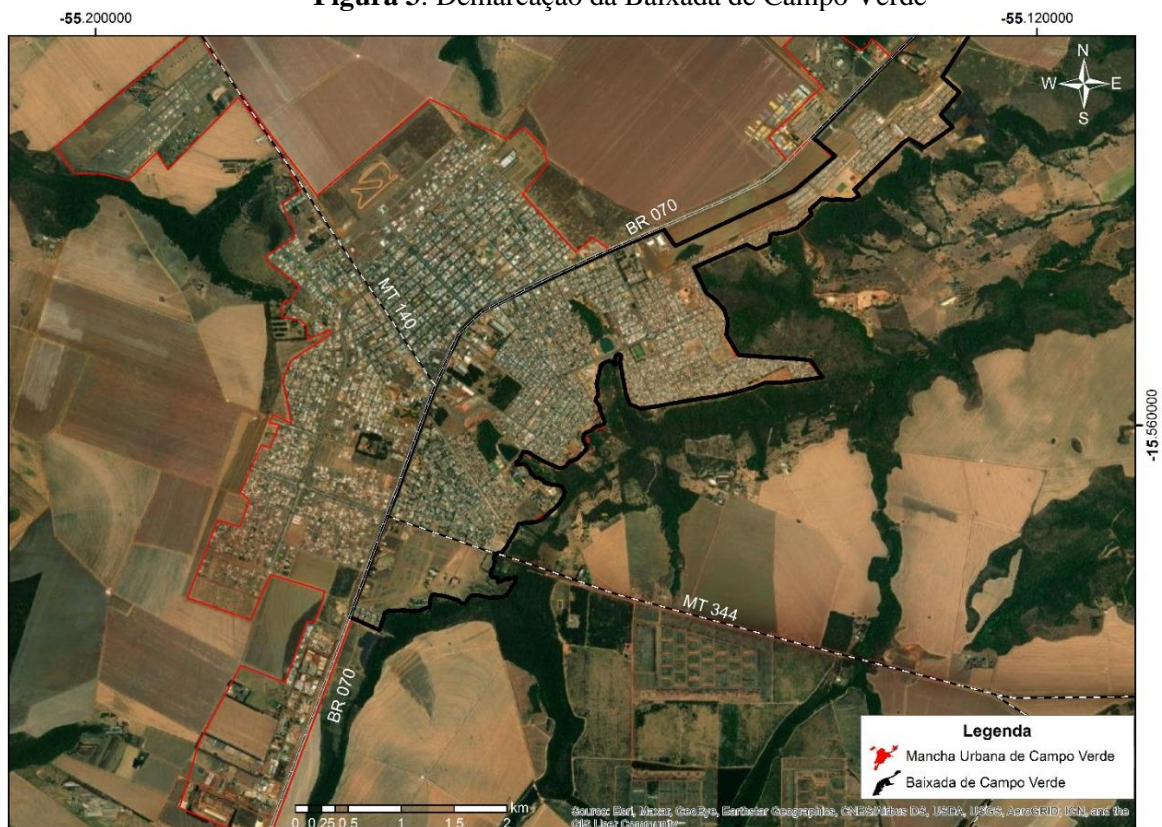 Figura 3: Demarcação da Baixada de Campo Verde
-55.200000
-55.120000
N
W E
S
BR 070
MT 140
-15.560000
MT 344
BR 070
Legenda
Mancha Urbana de Campo Verde
Baixada de Campo Verde
km
0 0.25 0.5 1 1.5 2
Source: Esri, Maxar, GeoEye, Earthstar Geographics, CNES/Airbus DS, USDA, USGS, AeroGRID, IGN, and the
GIS User Community